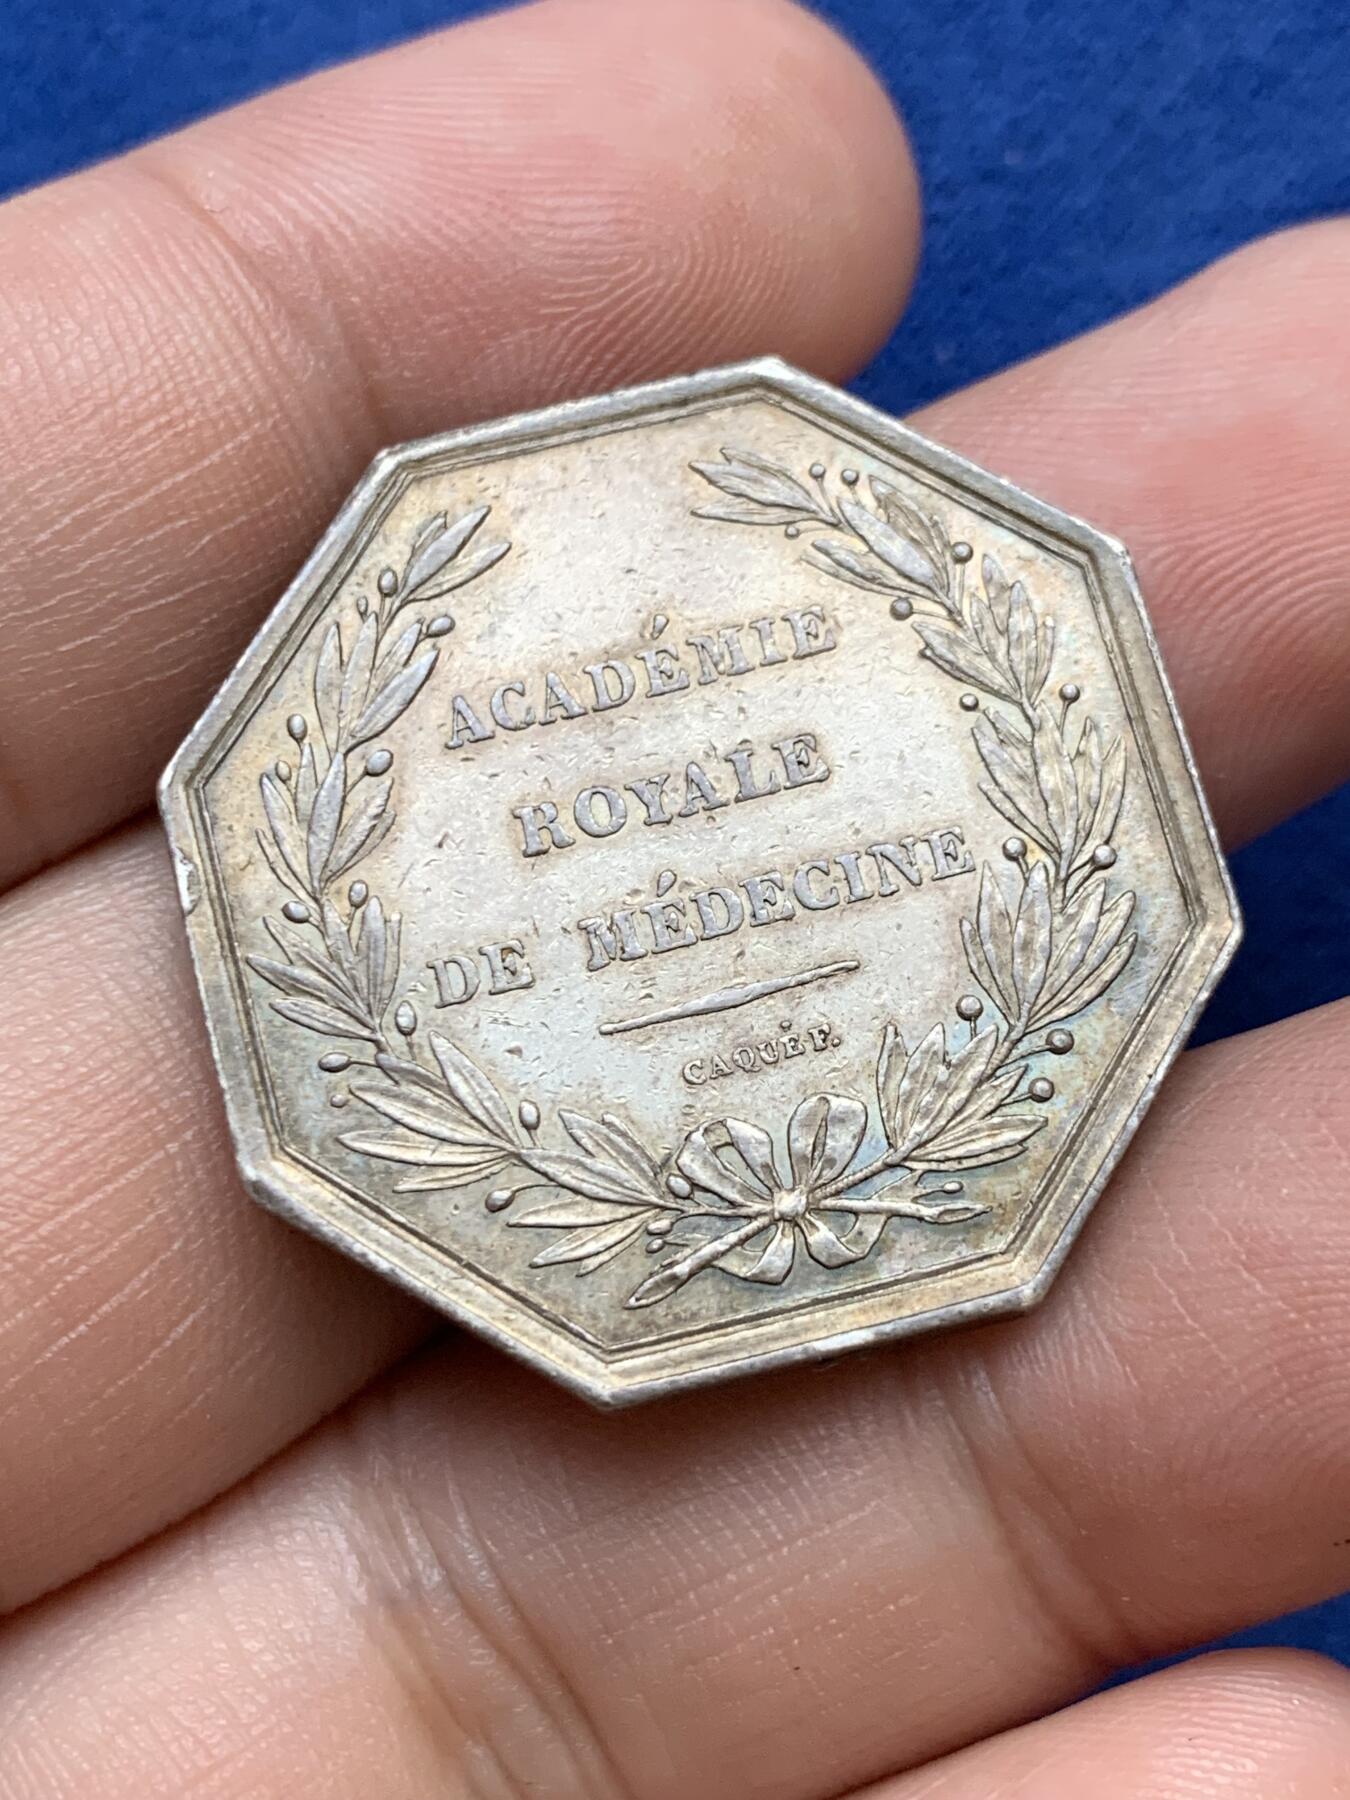 ACADÉMIE
ROYALE
DE MÉDECINE
CAQUÉ F.